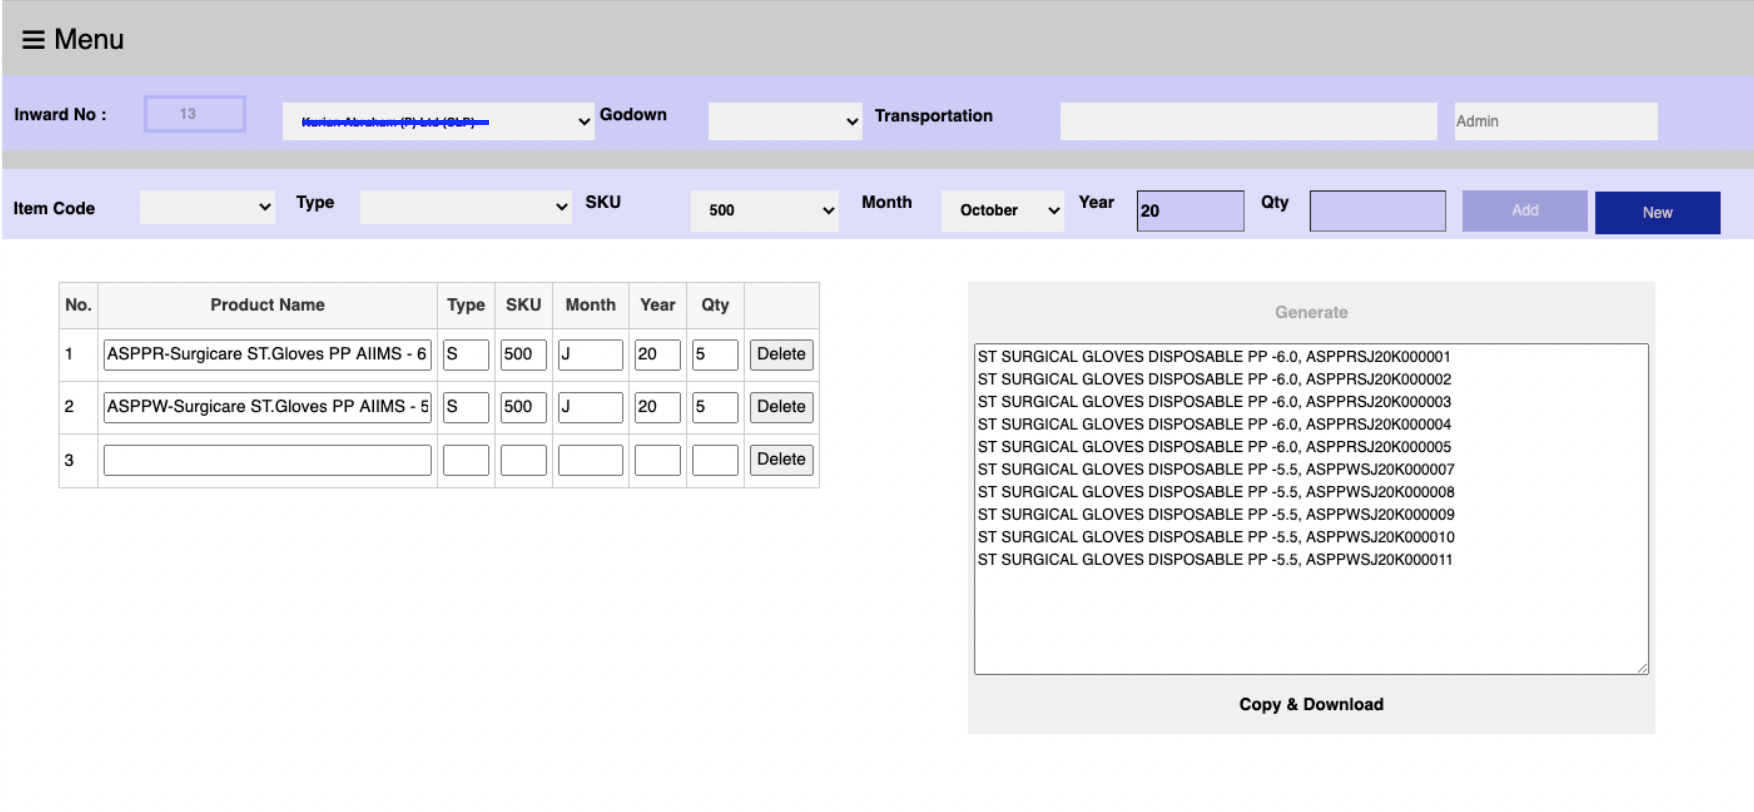 Menu
Inward No : 13 Godown Transportation Admin
Item Code Type SKU 500 Month October Year 20 Qty Add New
No. Product Name Type SKU Month Year Qty
1 ASPPR-Surgicare ST.Gloves PP AIIMS - 6 S 500 J 20 5 Delete
2 ASPPW-Surgicare ST.Gloves PP AIIMS - 5 S 500 J 20 5 Delete
3 Delete
Generate
ST SURGICAL GLOVES DISPOSABLE PP -6.0, ASPPRSJ20K000001
ST SURGICAL GLOVES DISPOSABLE PP -6.0, ASPPRSJ20K000002
ST SURGICAL GLOVES DISPOSABLE PP -6.0, ASPPRSJ20K000003
ST SURGICAL GLOVES DISPOSABLE PP -6.0, ASPPRSJ20K000004
ST SURGICAL GLOVES DISPOSABLE PP -6.0, ASPPRSJ20K000005
ST SURGICAL GLOVES DISPOSABLE PP -5.5, ASPPWSJ20K000007
ST SURGICAL GLOVES DISPOSABLE PP -5.5, ASPPWSJ20K000008
ST SURGICAL GLOVES DISPOSABLE PP -5.5, ASPPWSJ20K000009
ST SURGICAL GLOVES DISPOSABLE PP -5.5, ASPPWSJ20K000010
ST SURGICAL GLOVES DISPOSABLE PP -5.5, ASPPWSJ20K000011
Copy & Download